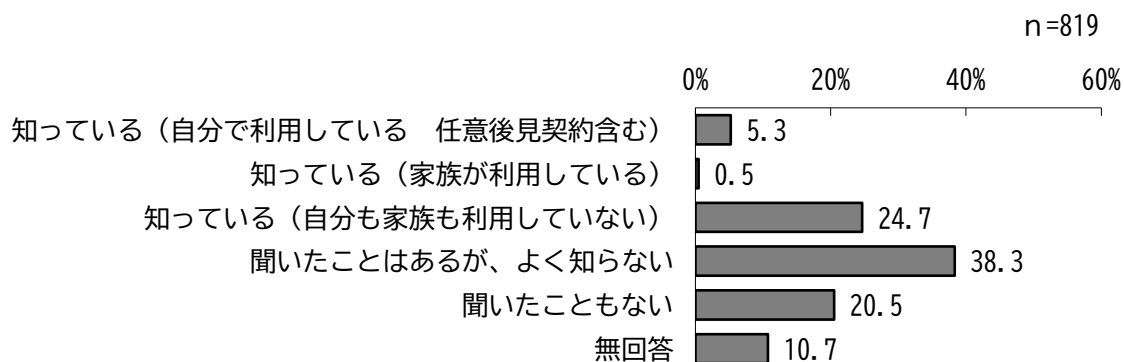 n=819
0% 20% 40% 60%
知っている（自分で利用している　任意後見契約含む） 5.3
知っている（家族が利用している） 0.5
知っている（自分も家族も利用していない） 24.7
聞いたことはあるが、よく知らない 38.3
聞いたこともない 20.5
無回答 10.7